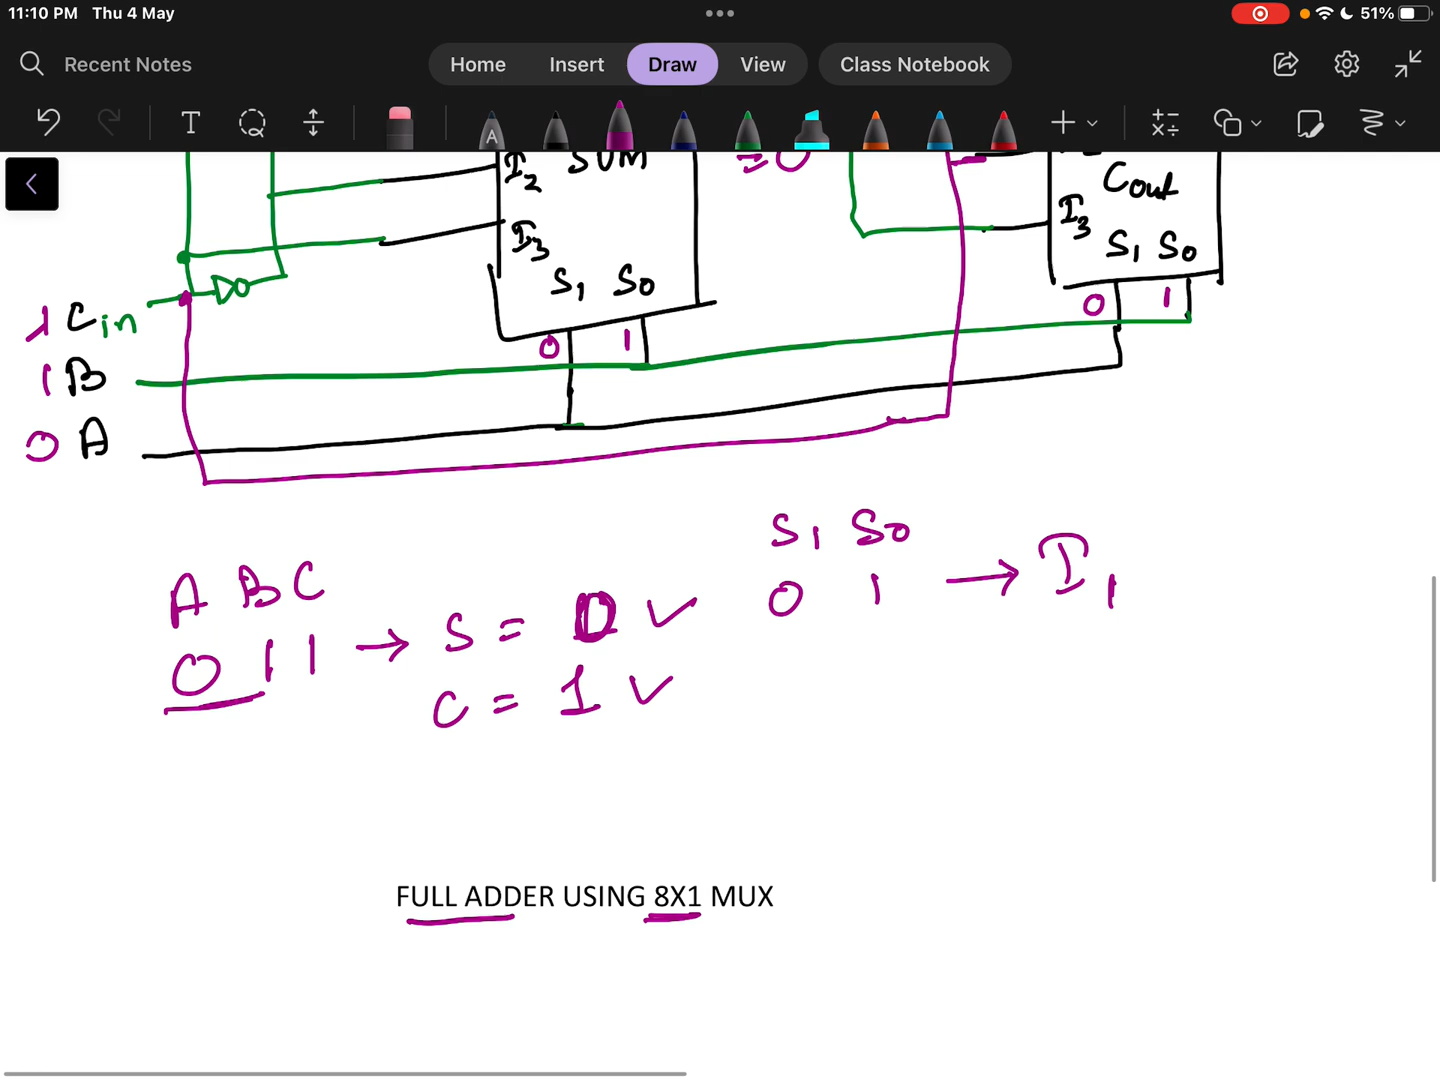 11:10 PM Thu 4 May
51%
Recent Notes
Home Insert Draw View Class Notebook
T
A
I2 SUM
I3
S1 S0
0 1
= 0
Cout
I3
S1 S0
0 1
1 Cin
1 B
0 A
S1 S0
0 1 → I1
A B C
0 1 1 → S = 0 ✓
C = 1 ✓
FULL ADDER USING 8X1 MUX